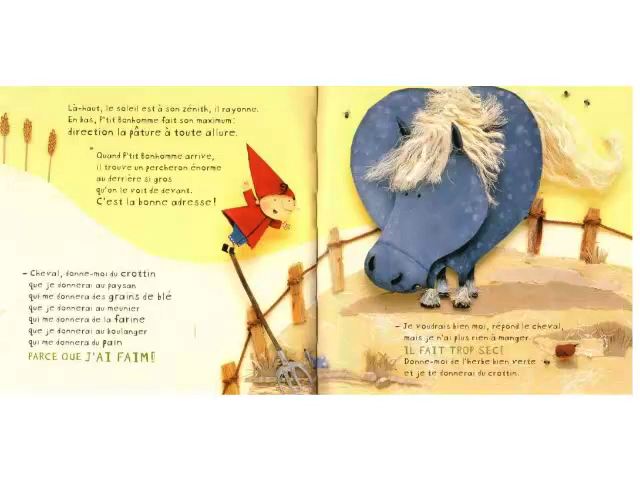 Là-haut, le soleil est à son zénith, il rayonne.
En bas, P'tit Bonhomme fait son maximum :
direction la pâture à toute allure.
Quand P'tit Bonhomme arrive,
il trouve un percheron énorme
au derrière si gros
qu'on le voit de devant.
C'est la bonne adresse !
– Cheval, donne-moi du crottin
que je donnerai au paysan
qui me donnera des grains de blé
que je donnerai au meunier
qui me donnera de la farine
que je donnerai au boulanger
qui me donnera du pain
PARCE QUE J'AI FAIM !
– Je voudrais bien moi, répond le cheval,
mais je n'ai plus rien à manger.
IL FAIT TROP SEC !
Donne-moi de l'herbe bien verte
et je te donnerai du crottin.